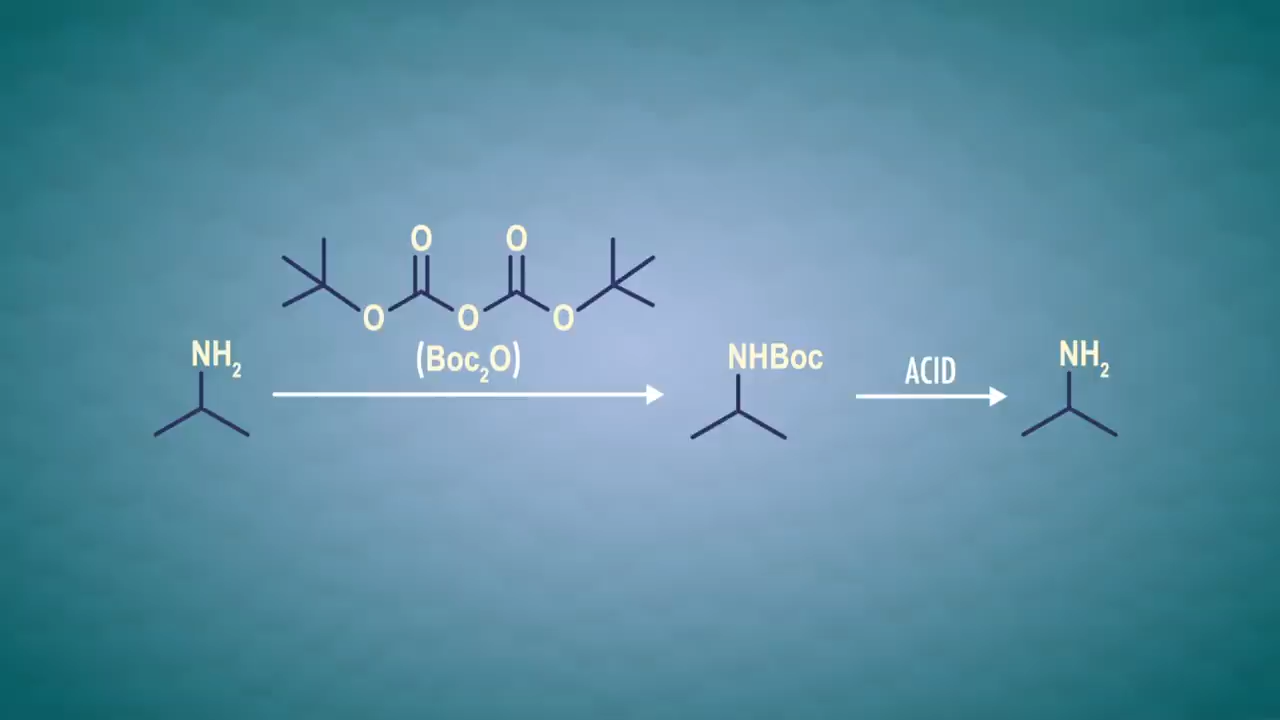 O O
O O O
NH₂
(Boc₂O)
NHBoc
ACID
NH₂